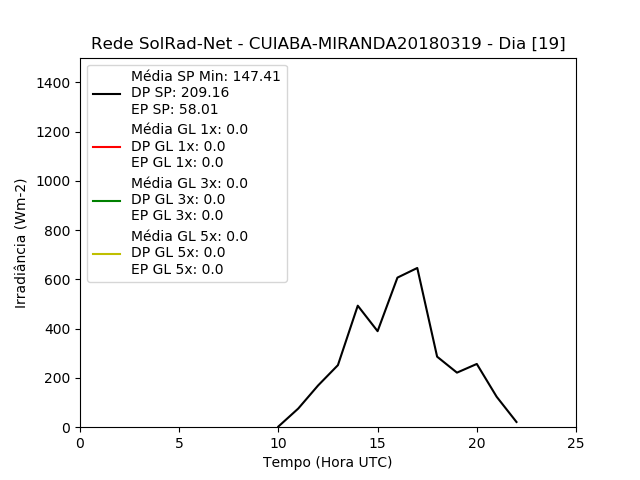 Rede SolRad-Net - CUIABA-MIRANDA20180319 - Dia [19]
Média SP Min: 147.41
DP SP: 209.16
EP SP: 58.01
Média GL 1x: 0.0
DP GL 1x: 0.0
EP GL 1x: 0.0
Média GL 3x: 0.0
DP GL 3x: 0.0
EP GL 3x: 0.0
Média GL 5x: 0.0
DP GL 5x: 0.0
EP GL 5x: 0.0
Irradiância (Wm-2)
1400
1200
1000
800
600
400
200
0
0 5 10 15 20 25
Tempo (Hora UTC)